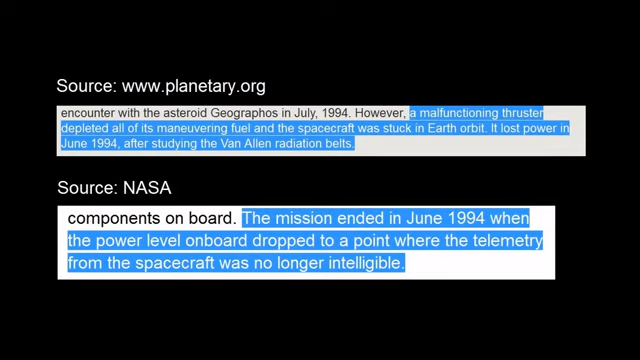 Source: www.planetary.org
encounter with the asteroid Geographos in July, 1994. However, a malfunctioning thruster
depleted all of its maneuvering fuel and the spacecraft was stuck in Earth orbit. It lost power in
June 1994, after studying the Van Allen radiation belts.
Source: NASA
components on board. The mission ended in June 1994 when
the power level onboard dropped to a point where the telemetry
from the spacecraft was no longer intelligible.